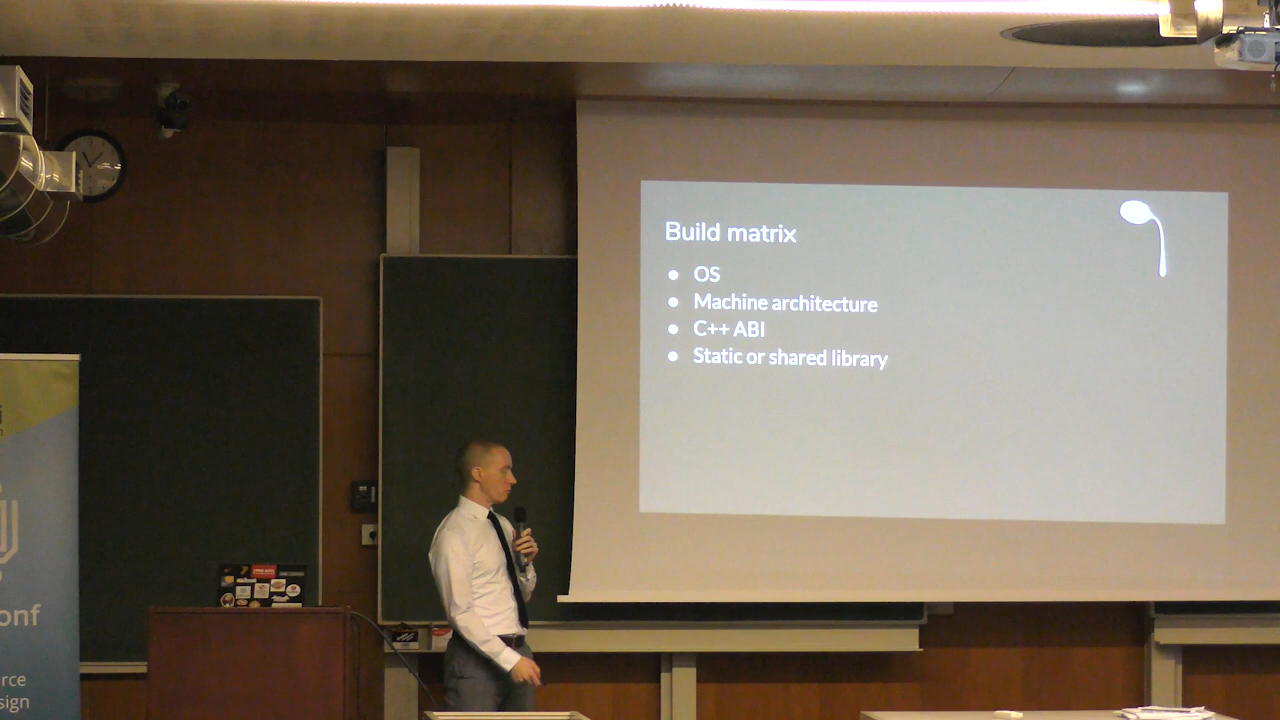 Build matrix
OS
Machine architecture
C++ ABI
Static or shared library
onf
rce
sign